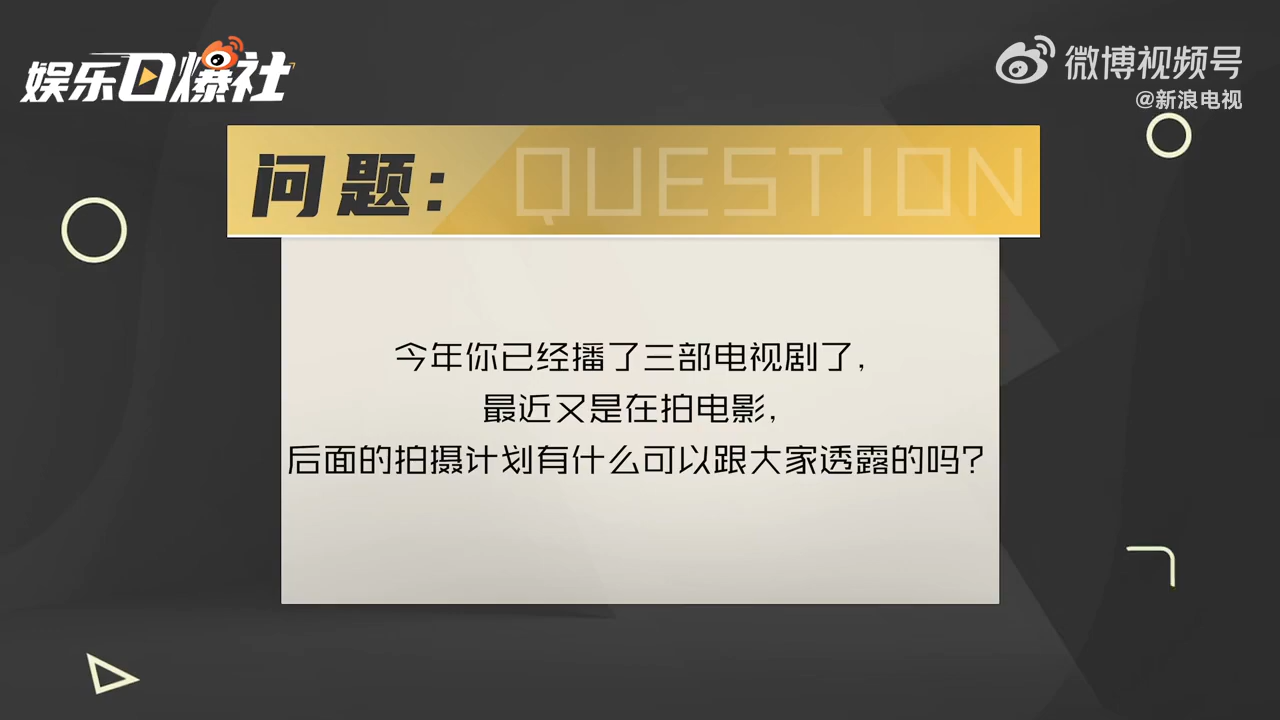 娱乐日爆社
微博视频号
@新浪电视
问题：
QUESTION
今年你已经播了三部电视剧了，
最近又是在拍电影，
后面的拍摄计划有什么可以跟大家透露的吗？